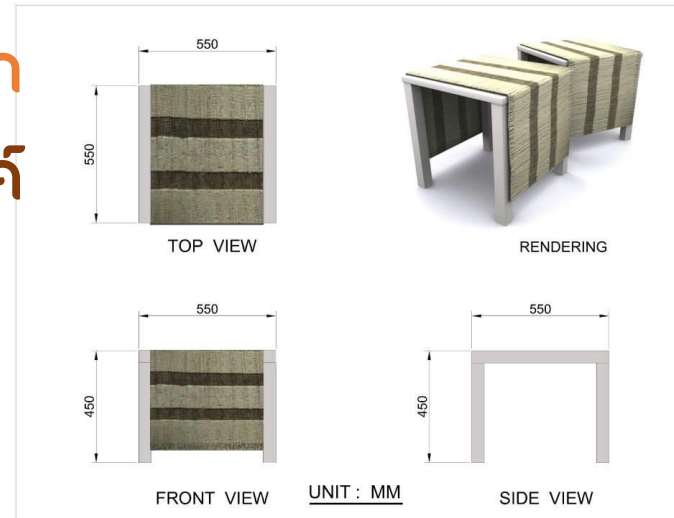 550
550
TOP VIEW
RENDERING
550
450
FRONT VIEW
UNIT : MM
550
450
SIDE VIEW